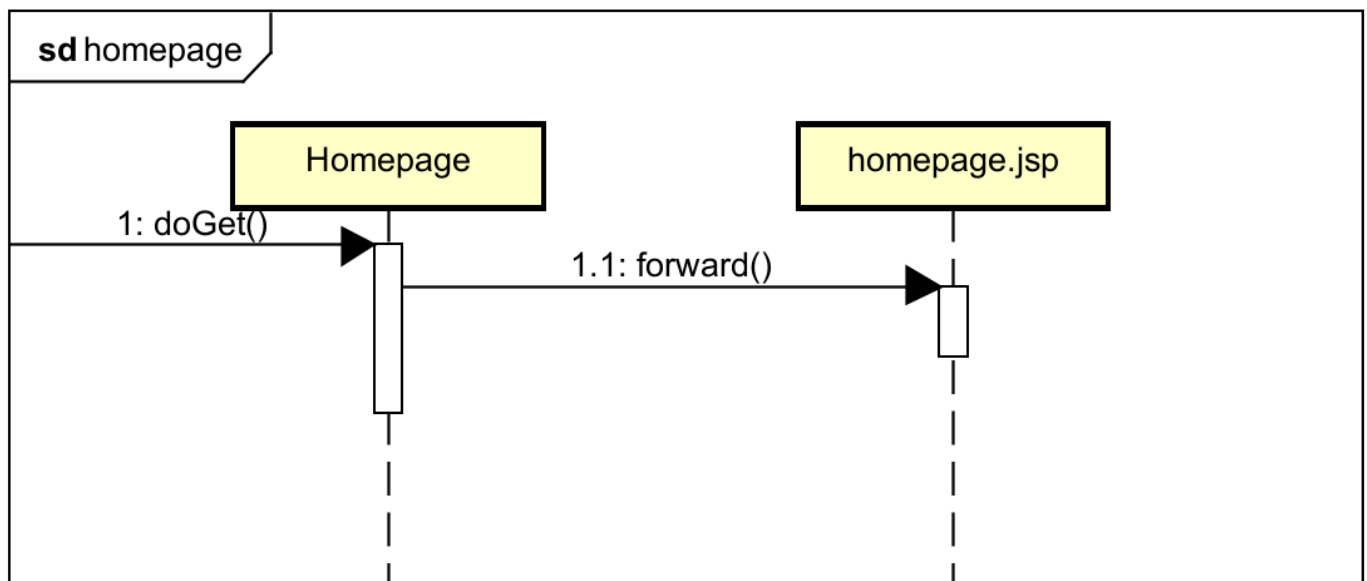 sd homepage
Homepage
homepage.jsp
1: doGet()
1.1: forward()